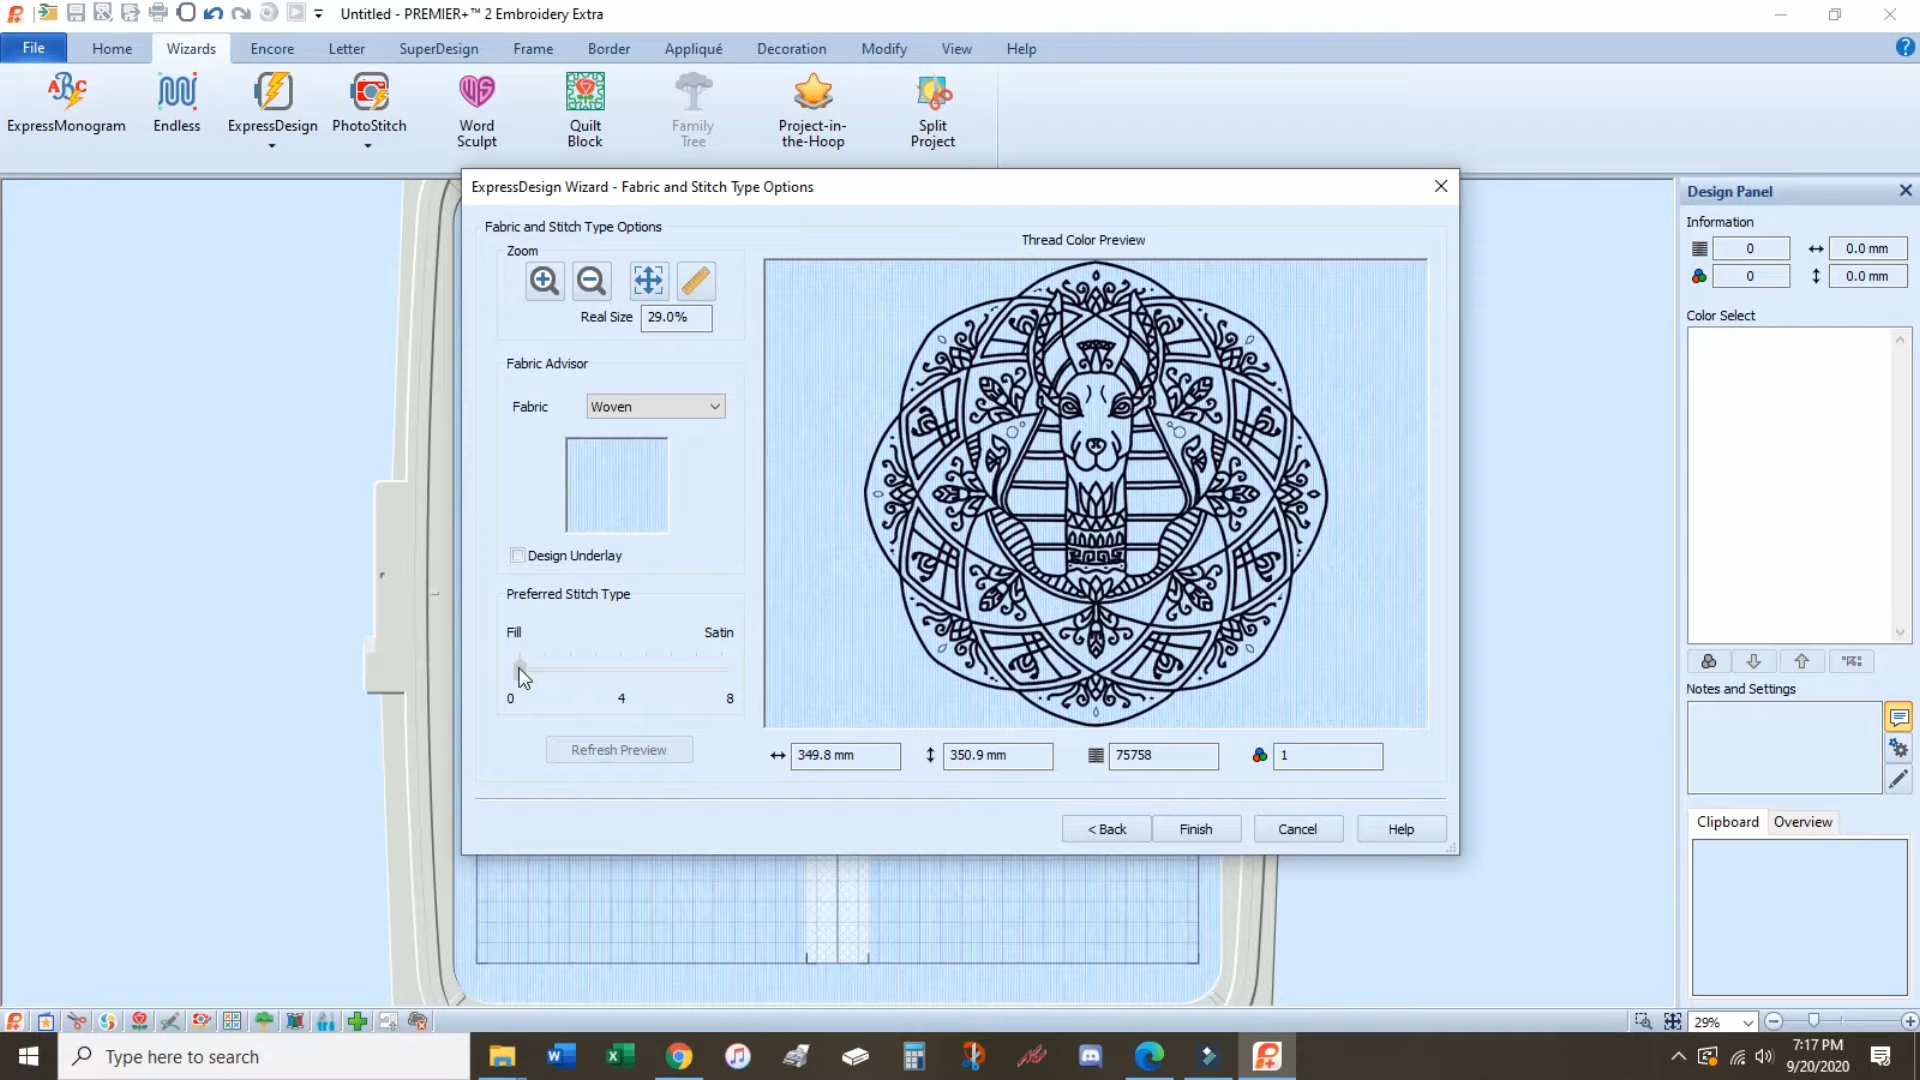 Untitled - PREMIER+™ 2 Embroidery Extra
File Home Wizards Encore Letter SuperDesign Frame Border Appliqué Decoration Modify View Help
ExpressMonogram
Endless
ExpressDesign
PhotoStitch
Word
Sculpt
Quilt
Block
Family
Tree
Project-in-
the-Hoop
Split
Project
ExpressDesign Wizard - Fabric and Stitch Type Options
Fabric and Stitch Type Options
Zoom
Real Size 29.0%
Fabric Advisor
Fabric Woven
Design Underlay
Preferred Stitch Type
Fill Satin
0 4 8
Refresh Preview
Thread Color Preview
349.8 mm 350.9 mm 75758 1
< Back Finish Cancel Help
Design Panel
Information
0 0.0 mm
0 0.0 mm
Color Select
Notes and Settings
Clipboard Overview
29%
Type here to search
7:17 PM
9/20/2020